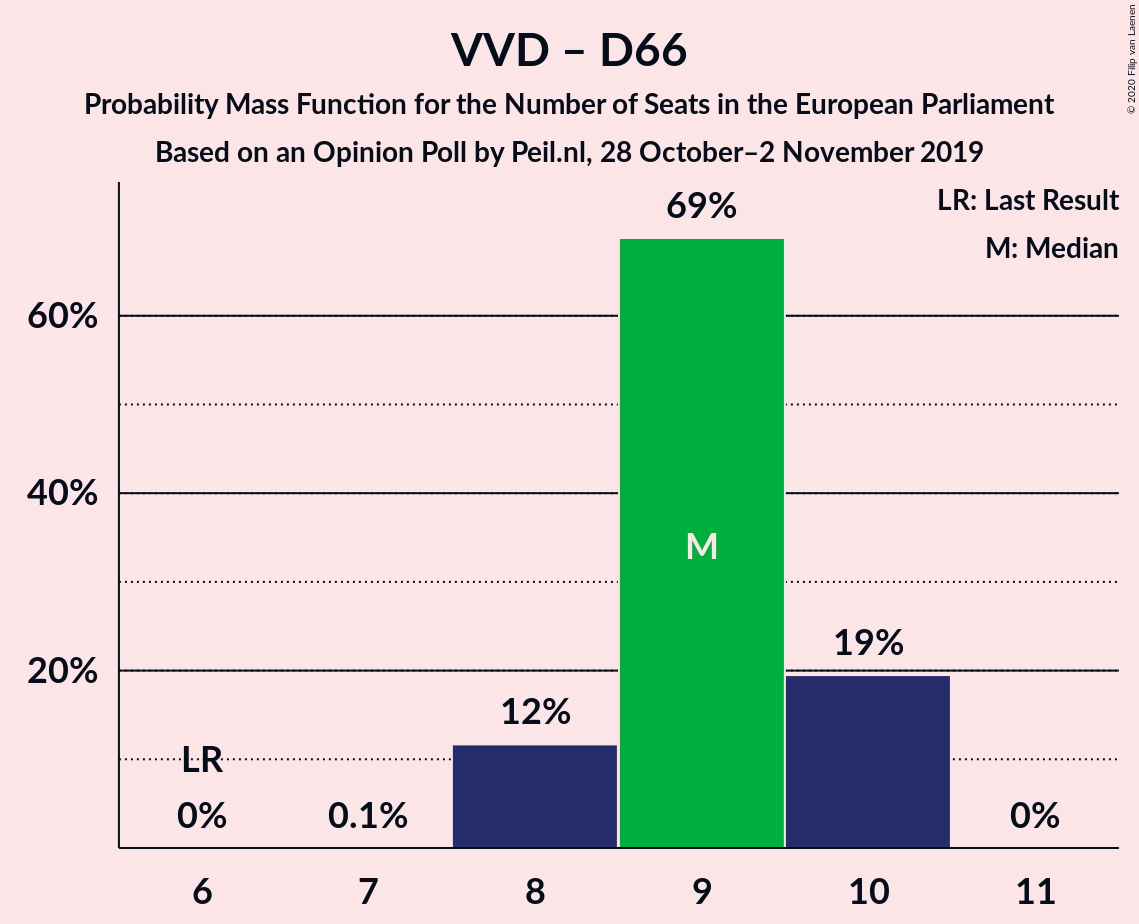 VVD – D66
Probability Mass Function for the Number of Seats in the European Parliament
Based on an Opinion Poll by Peil.nl, 28 October–2 November 2019
© 2020 Filip van Laenen
LR: Last Result
M: Median
69%
60%
40%
M
19%
20%
12%
LR
0%
0.1%
0%
6
7
8
9
10
11